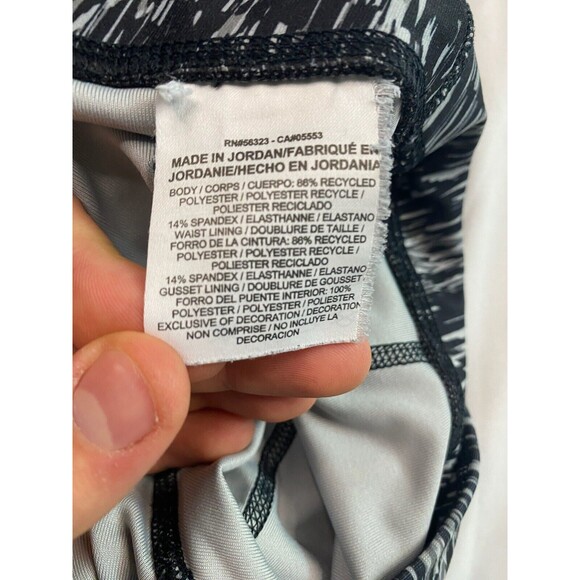 RN#56323 - CA#05553
MADE IN JORDAN/FABRIQUÉ EN
JORDANIE/HECHO EN JORDANIA
BODY / CORPS / CUERPO: 86% RECYCLED
POLYESTER / POLYESTER RECYCLE /
POLIESTER RECICLADO
14% SPANDEX / ELASTHANNE / ELASTANO
WAIST LINING / DOUBLURE DE TAILLE /
FORRO DE LA CINTURA: 86% RECYCLED
POLYESTER / POLYESTER RECYCLE /
POLIESTER RECICLADO
14% SPANDEX / ELASTHANNE / ELASTANO
GUSSET LINING / DOUBLURE DE GOUSSET
FORRO DEL PUENTE INTERIOR: 100%
POLYESTER / POLYESTER / POLIESTER
EXCLUSIVE OF DECORATION / DECORATION
NON COMPRISE / NO INCLUYE LA
DECORACION